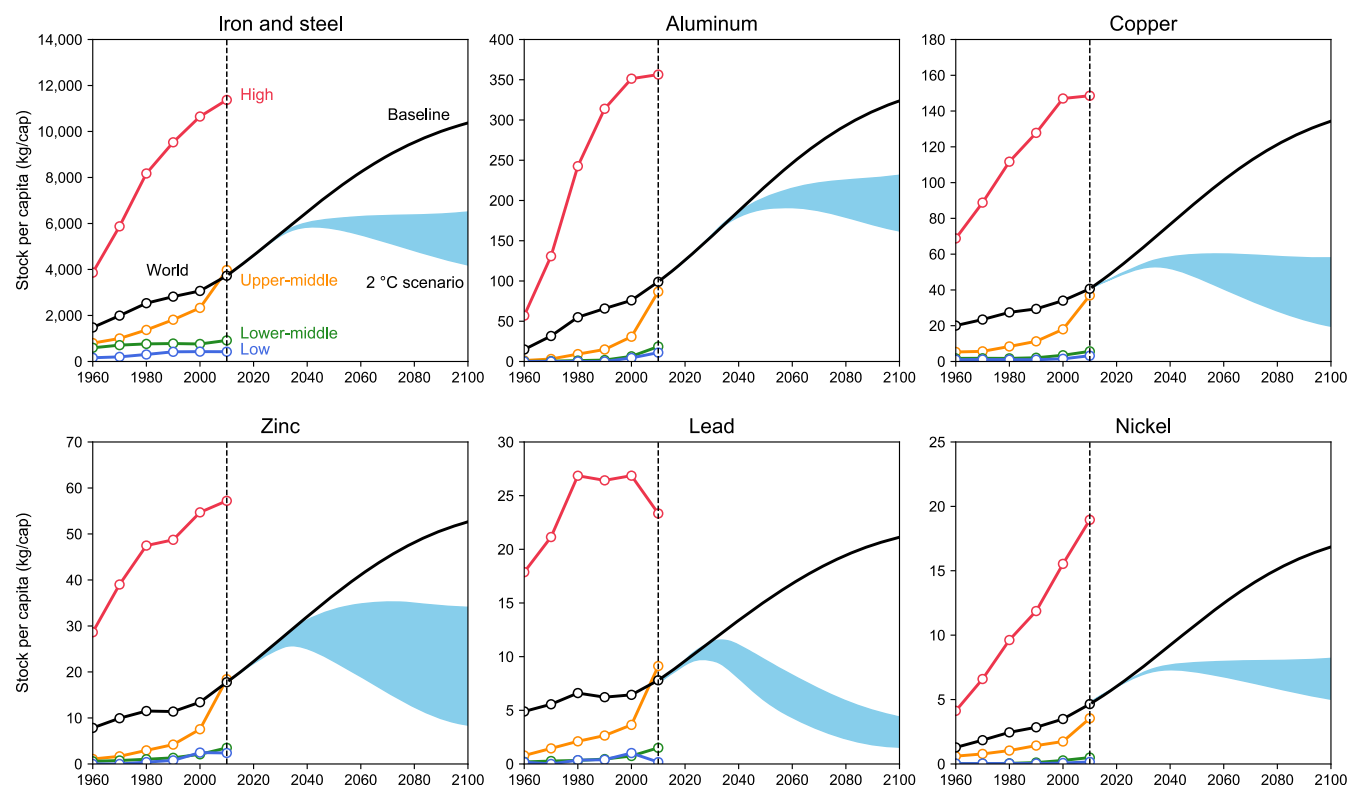 Iron and steel
Stock per capita (kg/cap)
14,000
12,000
10,000
8,000
6,000
4,000
2,000
0
High
Baseline
World
Upper-middle
2 °C scenario
Lower-middle
Low
1960 1980 2000 2020 2040 2060 2080 2100
Aluminum
400
350
300
250
200
150
100
50
0
1960 1980 2000 2020 2040 2060 2080 2100
Copper
180
160
140
120
100
80
60
40
20
0
1960 1980 2000 2020 2040 2060 2080 2100
Zinc
Stock per capita (kg/cap)
70
60
50
40
30
20
10
0
1960 1980 2000 2020 2040 2060 2080 2100
Lead
30
25
20
15
10
5
0
1960 1980 2000 2020 2040 2060 2080 2100
Nickel
25
20
15
10
5
0
1960 1980 2000 2020 2040 2060 2080 2100